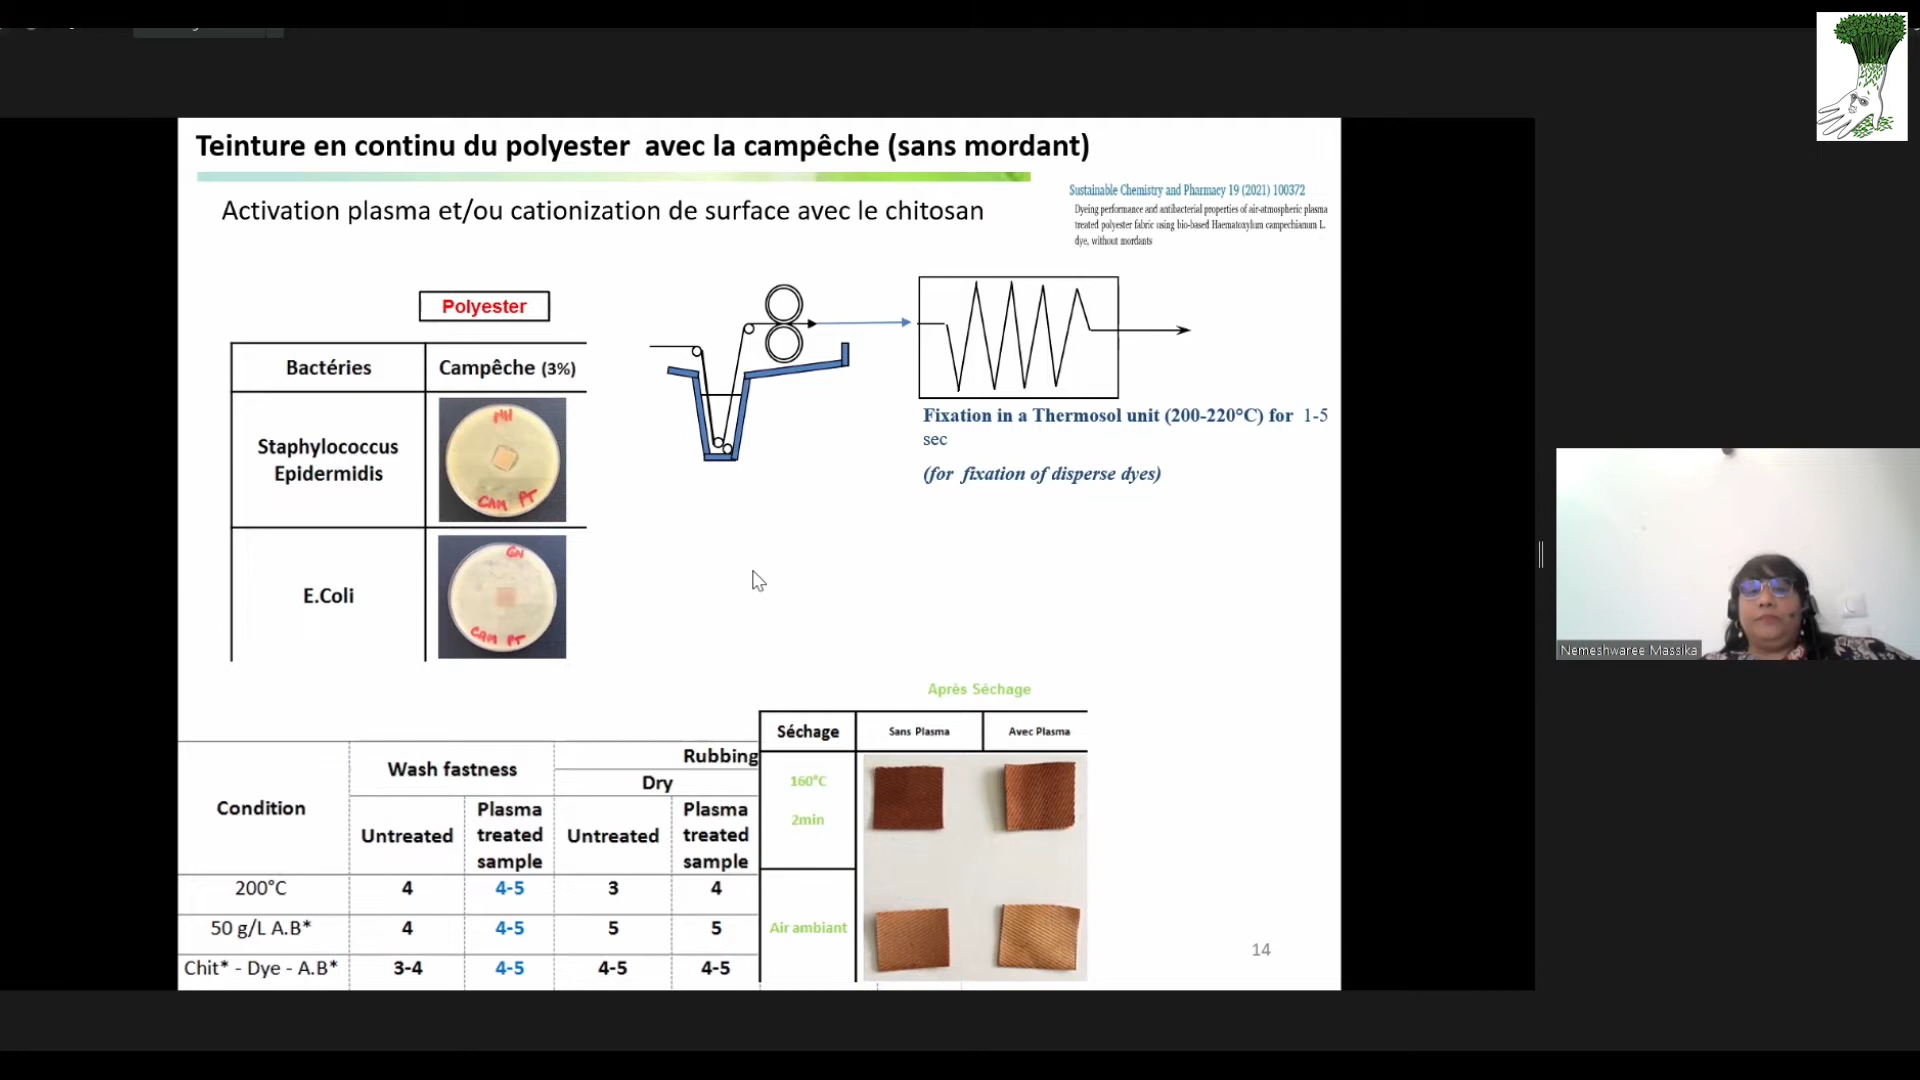 Teinture en continu du polyester avec la campêche (sans mordant)
Activation plasma et/ou cationization de surface avec le chitosan
Sustainable Chemistry and Pharmacy 19 (2021) 100372
Dyeing performance and antibacterial properties of air-atmospheric plasma
treated polyester fabric using bio-based Haematoxylum campechianum L.
dye, without mordants
Polyester
Bactéries
Campêche (3%)
Staphylococcus
Epidermidis
CAM PT
E.Coli
GN
CAM PT
Fixation in a Thermosol unit (200-220°C) for 1-5
sec
(for fixation of disperse dyes)
Nemeshwaree Massika
Après Séchage
Séchage
Sans Plasma
Avec Plasma
160°C
2min
Air ambiant
Condition
Wash fastness
Rubbing
Dry
Untreated
Plasma
treated
sample
Untreated
Plasma
treated
sample
200°C 4 4-5 3 4
50 g/L A.B* 4 4-5 5 5
Chit* - Dye - A.B* 3-4 4-5 4-5 4-5
14